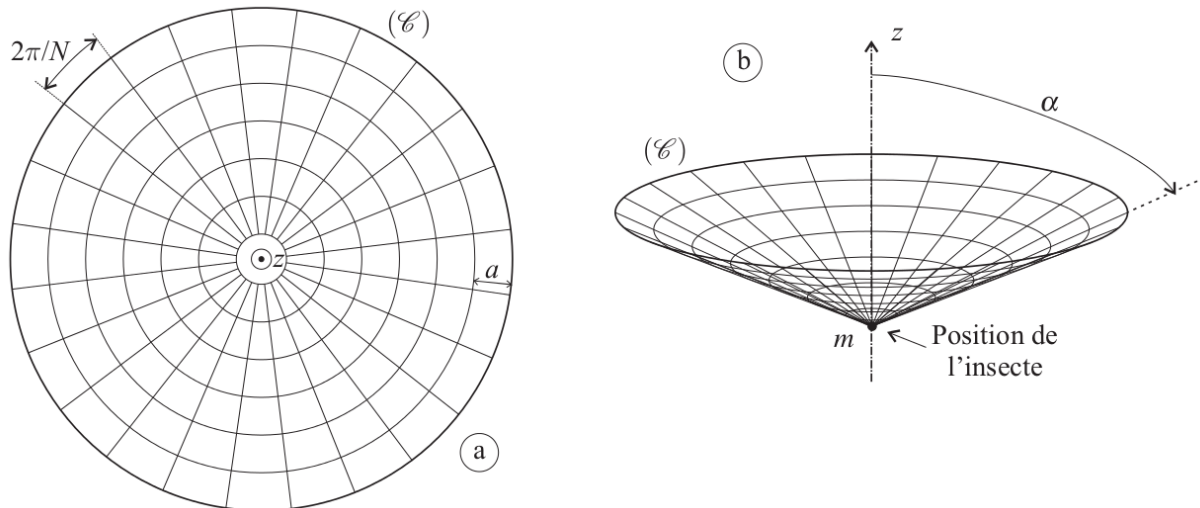 2π/N
(𝒞)
z
a
a
b
z
α
(𝒞)
m
Position de
l'insecte